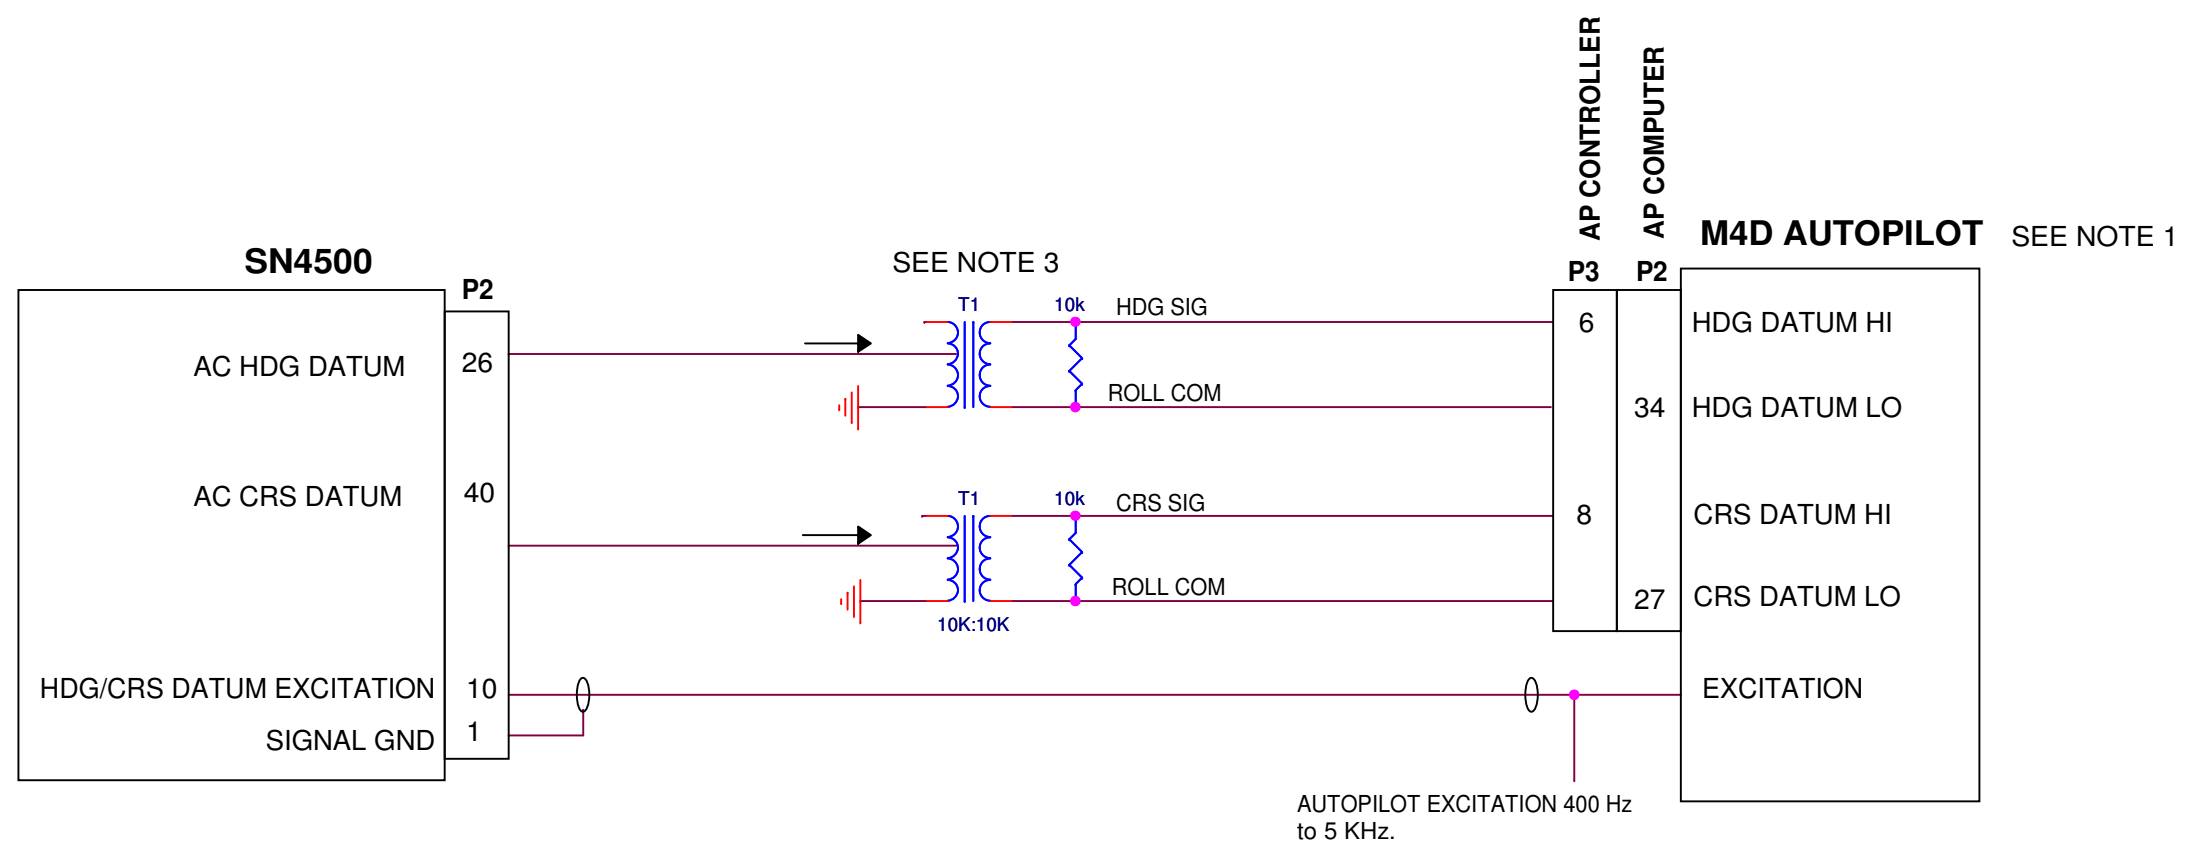 AP CONTROLLER
AP COMPUTER
M4D AUTOPILOT SEE NOTE 1
SN4500
SEE NOTE 3
P3 P2
P2
T1 10k HDG SIG
6 HDG DATUM HI
AC HDG DATUM 26
ROLL COM
34 HDG DATUM LO
AC CRS DATUM 40
T1 10k CRS SIG
8 CRS DATUM HI
ROLL COM
27 CRS DATUM LO
10K:10K
HDG/CRS DATUM EXCITATION 10
EXCITATION
SIGNAL GND 1
AUTOPILOT EXCITATION 400 Hz
to 5 KHz.